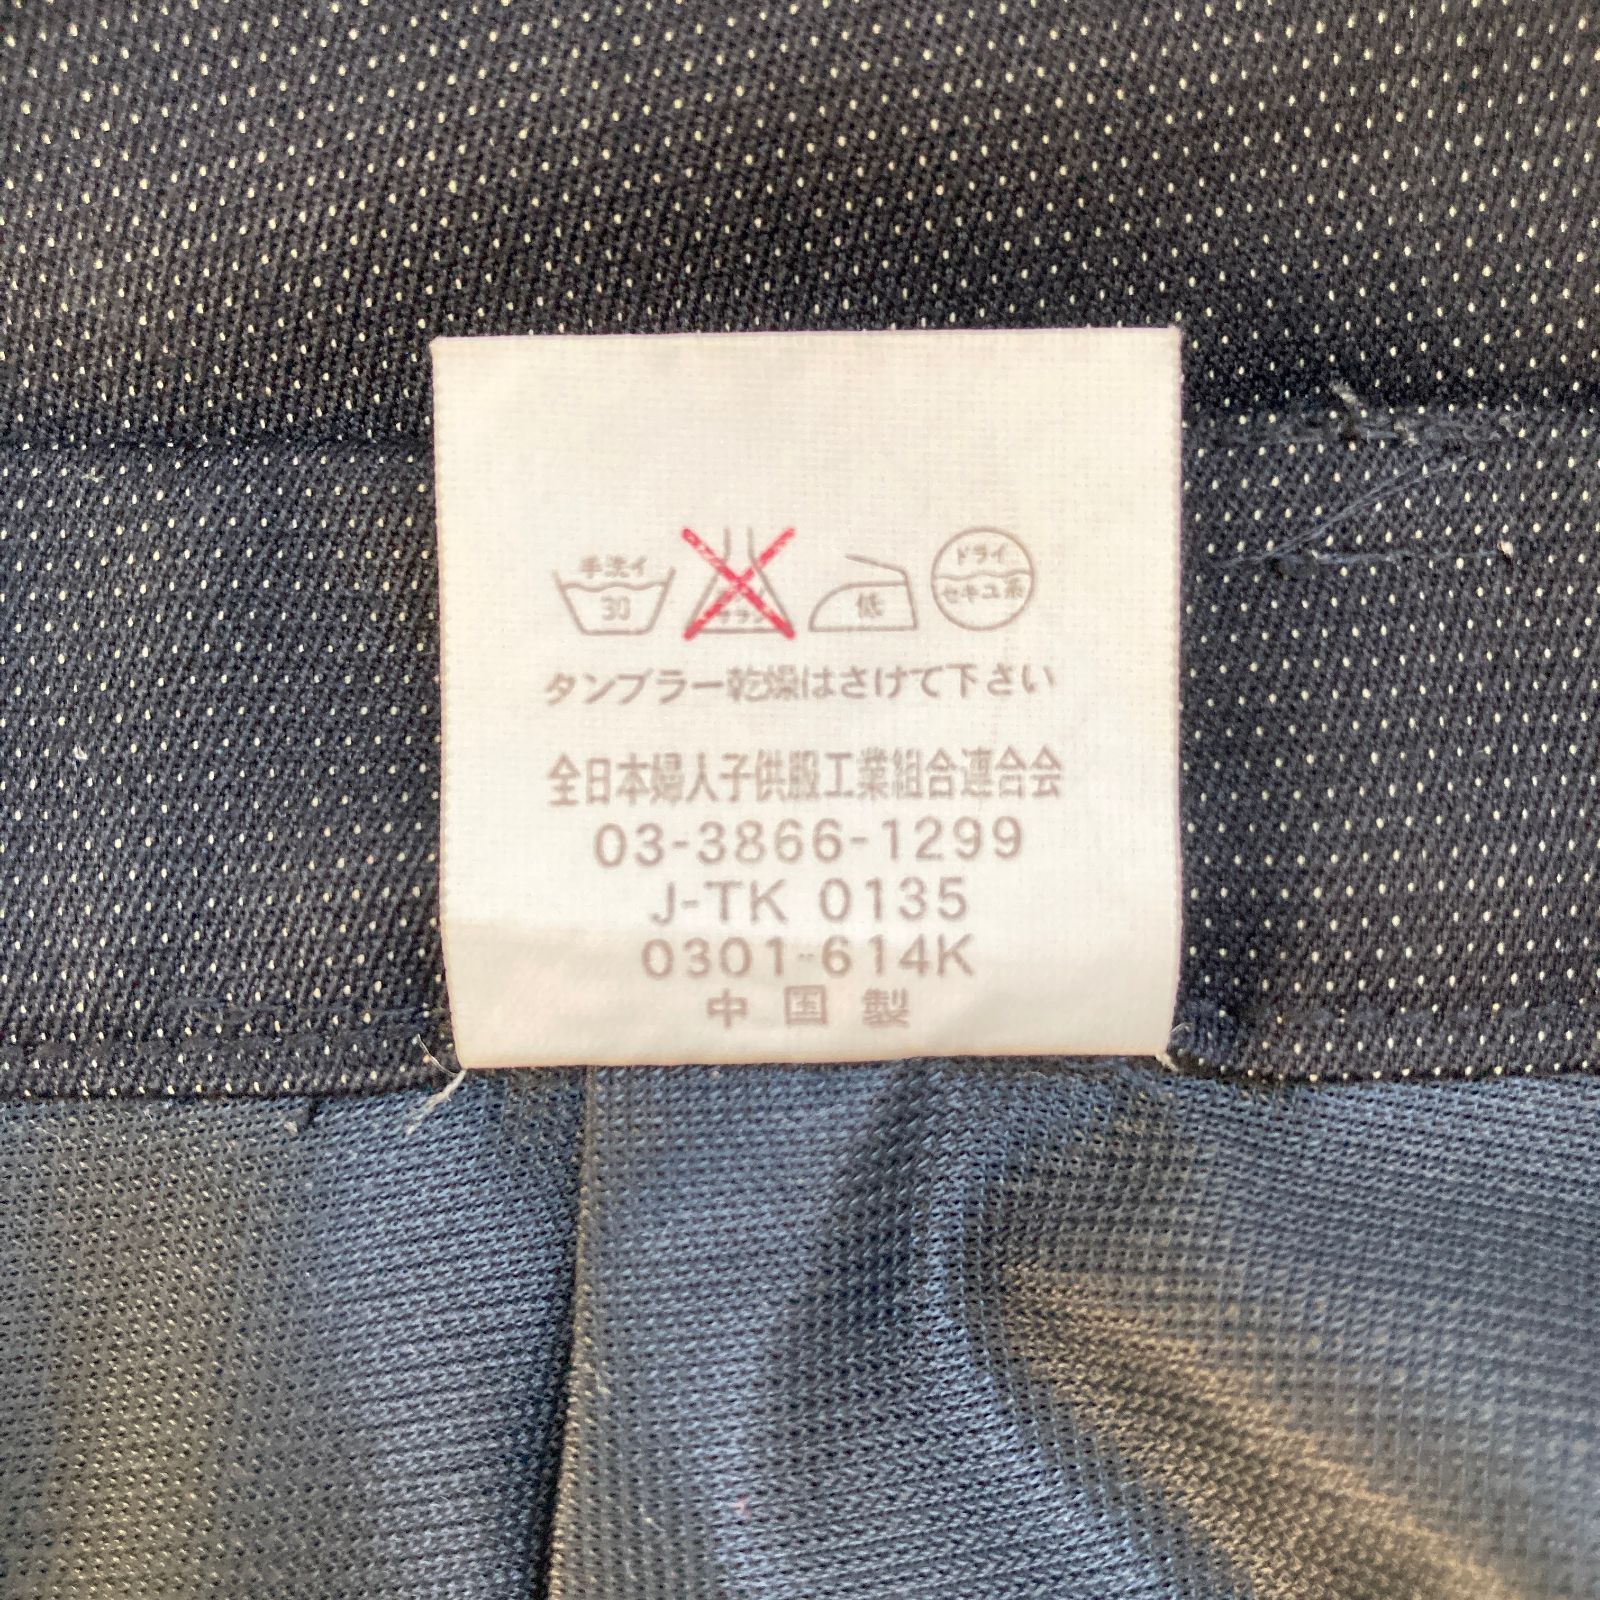 手洗イ ドライ
30 低 セキユ系
タンブラー乾燥はさけて下さい
全日本婦人子供服工業組合連合会
03-3866-1299
J-TK 0135
0301-614K
中国製